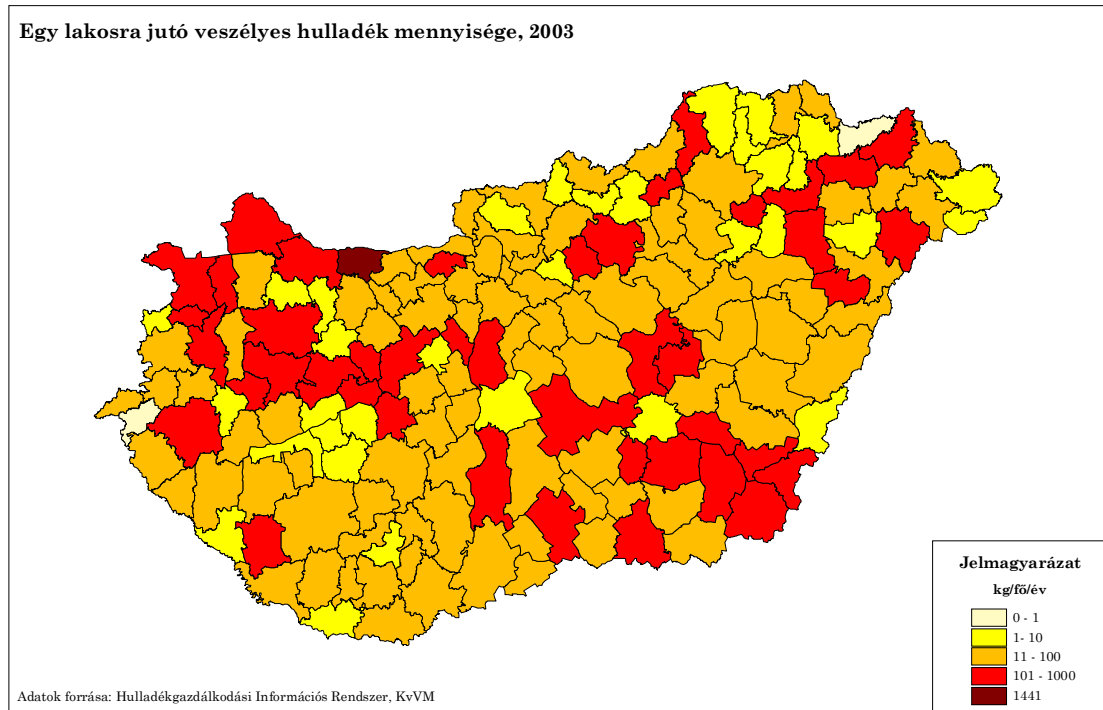 Egy lakosra jutó veszélyes hulladék mennyisége, 2003
Jelmagyarázat
kg/fő/év
0 - 1
1- 10
11 - 100
101 - 1000
1441
Adatok forrása: Hulladékgazdálkodási Információs Rendszer, KvVM